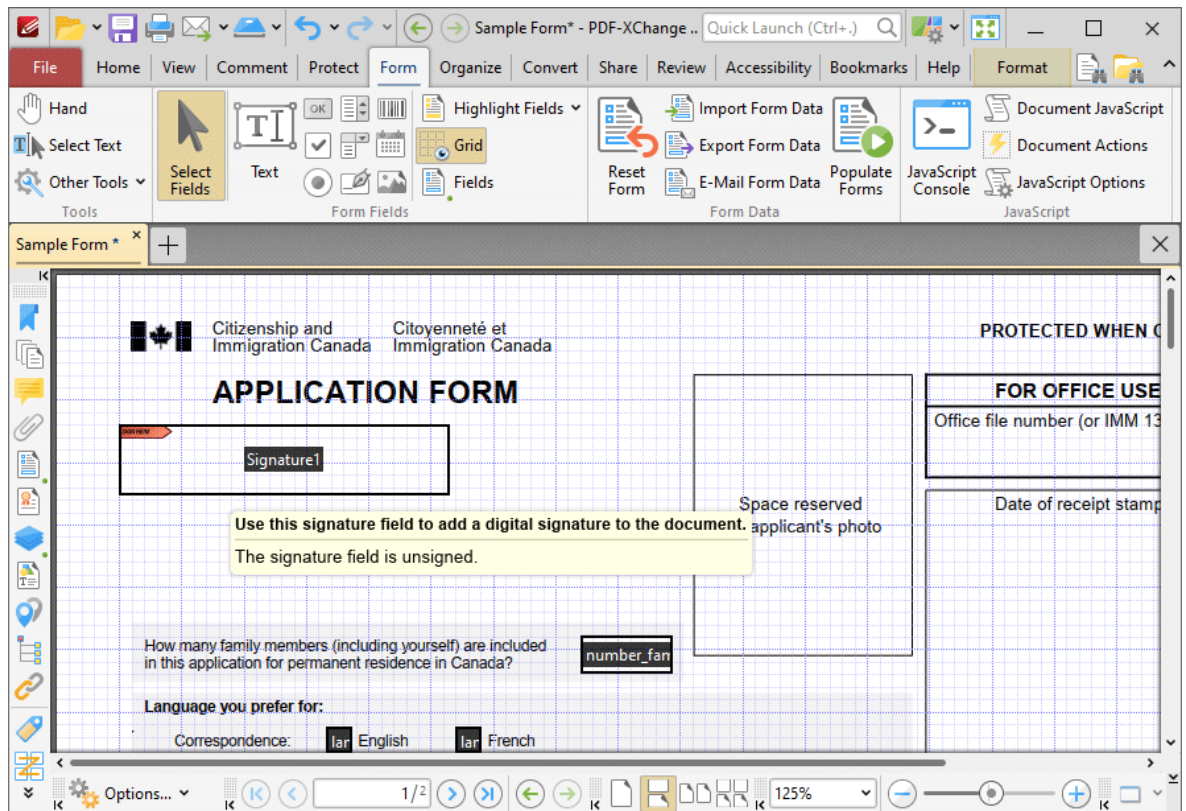 Sample Form* - PDF-XChange ..
Quick Launch (Ctrl+.)
File Home View Comment Protect Form Organize Convert Share Review Accessibility Bookmarks Help Format
Hand
Select Text
Other Tools
Tools
Select Fields
Text
OK
Highlight Fields
Grid
Fields
Form Fields
Reset Form
Import Form Data
Export Form Data
E-Mail Form Data
Populate Forms
Form Data
JavaScript Console
Document JavaScript
Document Actions
JavaScript Options
JavaScript
Sample Form *
Citizenship and Immigration Canada
Citoyenneté et Immigration Canada
PROTECTED WHEN
APPLICATION FORM
SIGN HERE
Signature1
FOR OFFICE USE
Office file number (or IMM 13
Space reserved
applicant's photo
Date of receipt stamp
Use this signature field to add a digital signature to the document.
The signature field is unsigned.
How many family members (including yourself) are included
in this application for permanent residence in Canada?
number_fam
Language you prefer for:
Correspondence:
lar English
lar French
Options...
1/2
125%